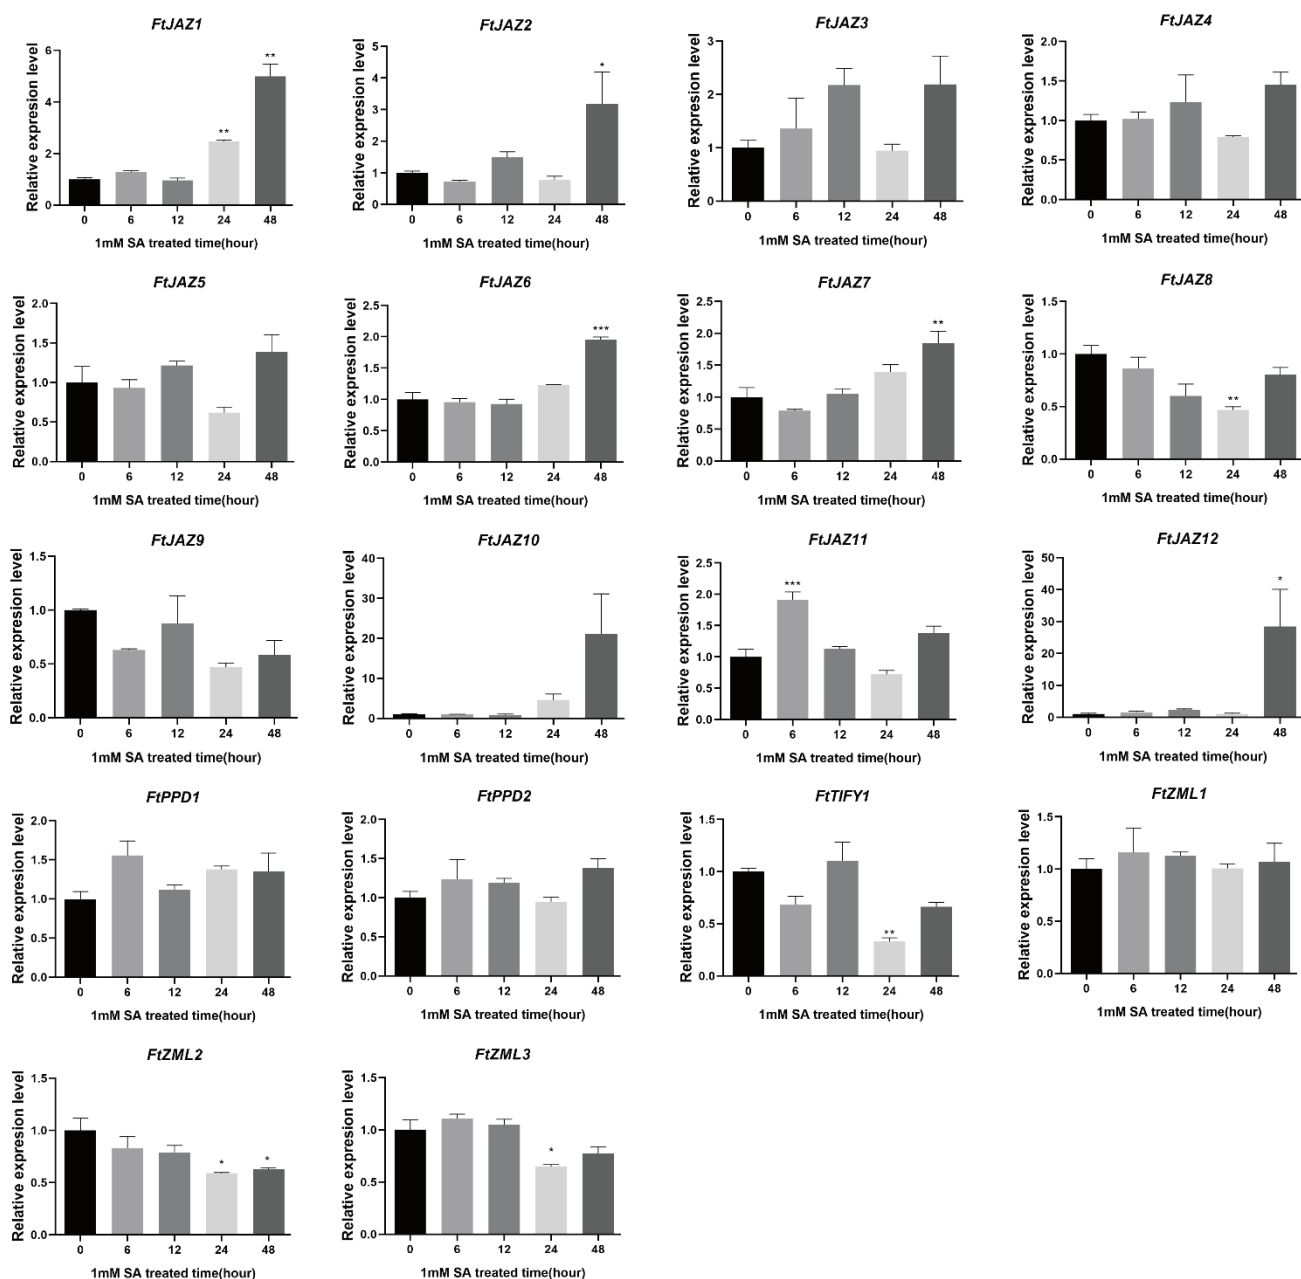 FtJAZ1
Relative expression level
6
4
2
0
**
**
0 6 12 24 48
1mM SA treated time(hour)
FtJAZ2
Relative expression level
5
4
3
2
1
0
*
0 6 12 24 48
1mM SA treated time(hour)
FtJAZ3
Relative expression level
3
2
1
0
0 6 12 24 48
1mM SA treated time(hour)
FtJAZ4
Relative expression level
2.0
1.5
1.0
0.5
0.0
0 6 12 24 48
1mM SA treated time(hour)
FtJAZ5
Relative expression level
2.0
1.5
1.0
0.5
0.0
0 6 12 24 48
1mM SA treated time(hour)
FtJAZ6
Relative expression level
2.5
2.0
1.5
1.0
0.5
0.0
***
0 6 12 24 48
1mM SA treated time(hour)
FtJAZ7
Relative expression level
2.5
2.0
1.5
1.0
0.5
0.0
**
0 6 12 24 48
1mM SA treated time(hour)
FtJAZ8
Relative expression level
1.5
1.0
0.5
0.0
**
0 6 12 24 48
1mM SA treated time(hour)
FtJAZ9
Relative expression level
1.5
1.0
0.5
0.0
0 6 12 24 48
1mM SA treated time(hour)
FtJAZ10
Relative expression level
40
30
20
10
0
0 6 12 24 48
1mM SA treated time(hour)
FtJAZ11
Relative expression level
2.5
2.0
1.5
1.0
0.5
0.0
***
0 6 12 24 48
1mM SA treated time(hour)
FtJAZ12
Relative expression level
50
40
30
20
10
0
*
0 6 12 24 48
1mM SA treated time(hour)
FtPPD1
Relative expression level
2.0
1.5
1.0
0.5
0.0
0 6 12 24 48
1mM SA treated time(hour)
FtPPD2
Relative expression level
2.0
1.5
1.0
0.5
0.0
0 6 12 24 48
1mM SA treated time(hour)
FtTIFY1
Relative expression level
1.5
1.0
0.5
0.0
**
0 6 12 24 48
1mM SA treated time(hour)
FtZML1
Relative expression level
1.5
1.0
0.5
0.0
0 6 12 24 48
1mM SA treated time(hour)
FtZML2
Relative expression level
1.5
1.0
0.5
0.0
*
*
0 6 12 24 48
1mM SA treated time(hour)
FtZML3
Relative expression level
1.5
1.0
0.5
0.0
*
0 6 12 24 48
1mM SA treated time(hour)